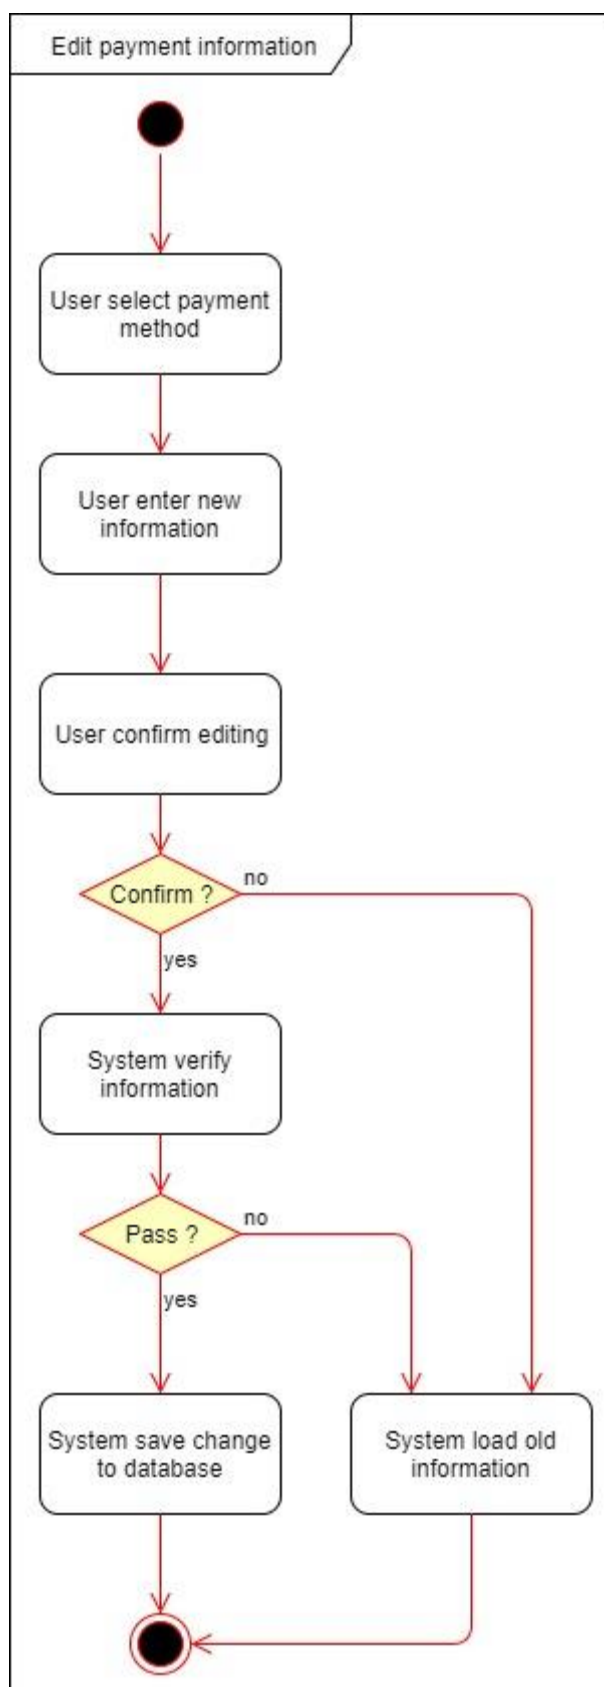 Edit payment information
User select payment
method
User enter new
information
User confirm editing
Confirm ?
no
yes
System verify
information
Pass ?
no
yes
System save change
to database
System load old
information